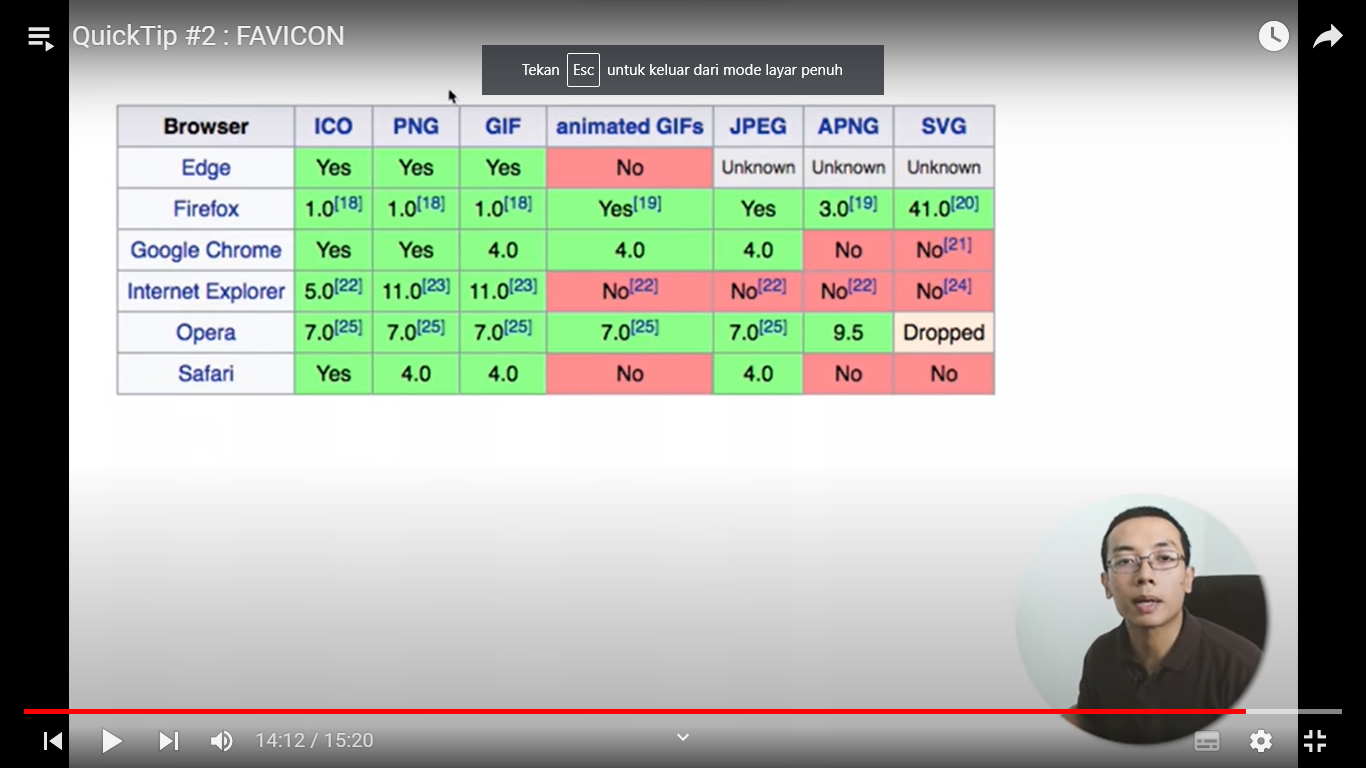 QuickTip #2 : FAVICON
Tekan Esc untuk keluar dari mode layar penuh
Browser ICO PNG GIF animated GIFs JPEG APNG SVG
Edge Yes Yes Yes No Unknown Unknown Unknown
Firefox 1.0[18] 1.0[18] 1.0[18] Yes[19] Yes 3.0[19] 41.0[20]
Google Chrome Yes Yes 4.0 4.0 4.0 No No[21]
Internet Explorer 5.0[22] 11.0[23] 11.0[23] No[22] No[22] No[22] No[24]
Opera 7.0[25] 7.0[25] 7.0[25] 7.0[25] 7.0[25] 9.5 Dropped
Safari Yes 4.0 4.0 No 4.0 No No
14:12 / 15:20